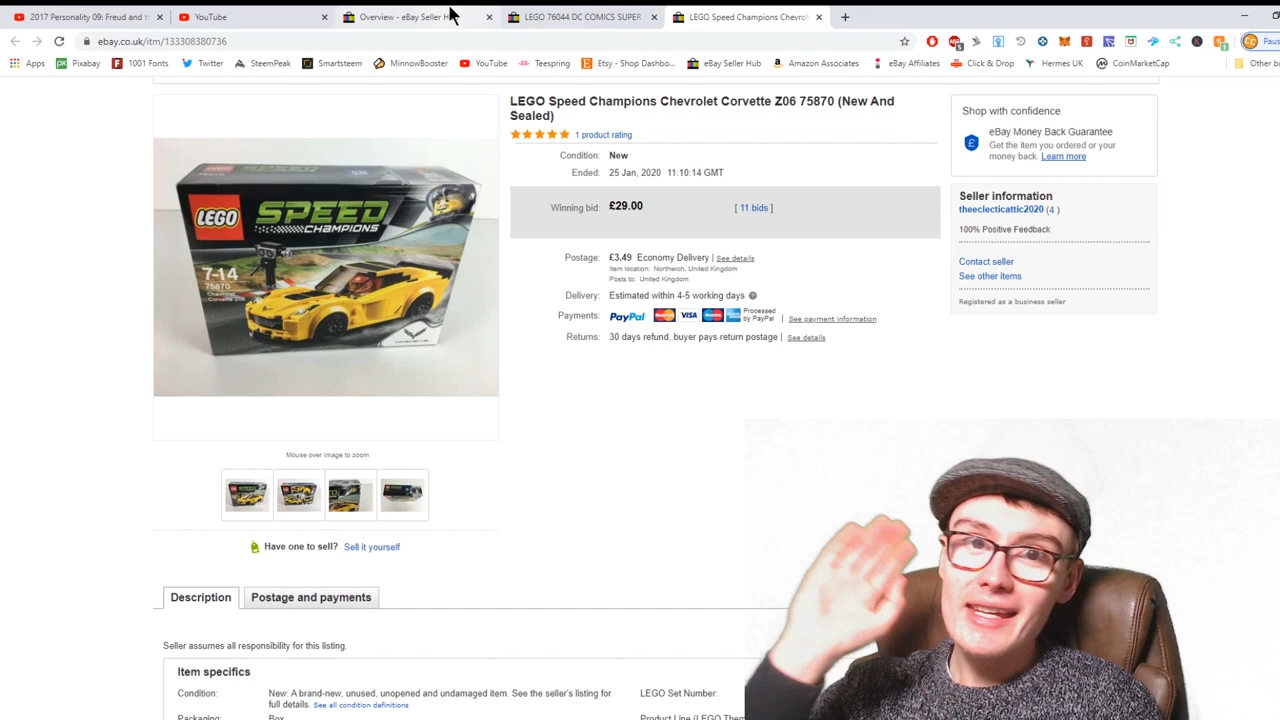 2017 Personality 09: Freud and t
YouTube
Overview - eBay Seller H
LEGO 76044 DC COMICS SUPER
LEGO Speed Champions Chevrol
ebay.co.uk/itm/133308380736
Paus
Apps
Pixabay
1001 Fonts
Twitter
SteemPeak
Smartsteem
MinnowBooster
YouTube
Teespring
Etsy - Shop Dashbo...
eBay Seller Hub
Amazon Associates
eBay Affiliates
Click & Drop
Hermes UK
CoinMarketCap
Other b
LEGO Speed Champions Chevrolet Corvette Z06 75870 (New And
Sealed)
1 product rating
Condition: New
Ended: 25 Jan, 2020 11:10:14 GMT
Winning bid: £29.00 [ 11 bids ]
Postage: £3.49 Economy Delivery | See details
Item location: Northwich, United Kingdom
Posts to: United Kingdom
Delivery: Estimated within 4-5 working days
Payments: PayPal VISA Processed by PayPal | See payment information
Returns: 30 days refund, buyer pays return postage | See details
Shop with confidence
eBay Money Back Guarantee
Get the item you ordered or your
money back. Learn more
Seller information
theeclecticattic2020 (4 )
100% Positive Feedback
Contact seller
See other items
Registered as a business seller
LEGO
SPEED
CHAMPIONS
7-14
75870
Chevrolet
Corvette Z06
Mouse over image to zoom
Have one to sell? Sell it yourself
Description
Postage and payments
Seller assumes all responsibility for this listing.
Item specifics
Condition: New: A brand-new, unused, unopened and undamaged item. See the seller's listing for
full details. See all condition definitions
LEGO Set Number:
Packaging: Box
Product Line (LEGO Them